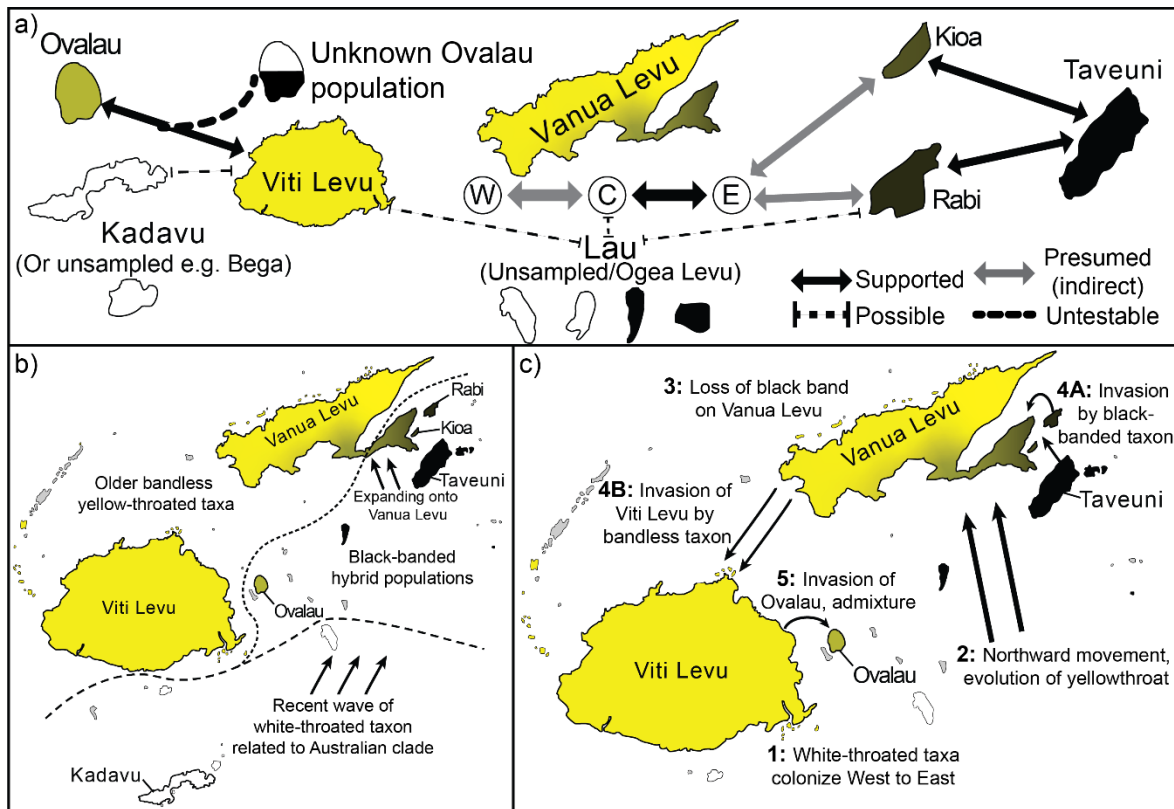 a)
Ovalau
Unknown Ovalau
population
Viti Levu
Kadavu
(Or unsampled e.g. Bega)
Vanua Levu
W
C
E
Lau
(Unsampled/Ogea Levu)
Kioa
Taveuni
Rabi
Supported
Presumed
(indirect)
Possible
Untestable
b)
Vanua Levu
Rabi
Kioa
Taveuni
Expanding onto
Vanua Levu
Older bandless
yellow-throated taxa
Black-banded
hybrid populations
Viti Levu
Ovalau
Recent wave of
white-throated taxon
related to Australian clade
Kadavu
c)
3: Loss of black band
on Vanua Levu
Vanua Levu
4A: Invasion
by black-
banded taxon
Taveuni
4B: Invasion of
Viti Levu by
bandless taxon
5: Invasion of
Ovalau, admixture
Viti Levu
Ovalau
2: Northward movement,
evolution of yellowthroat
1: White-throated taxa
colonize West to East